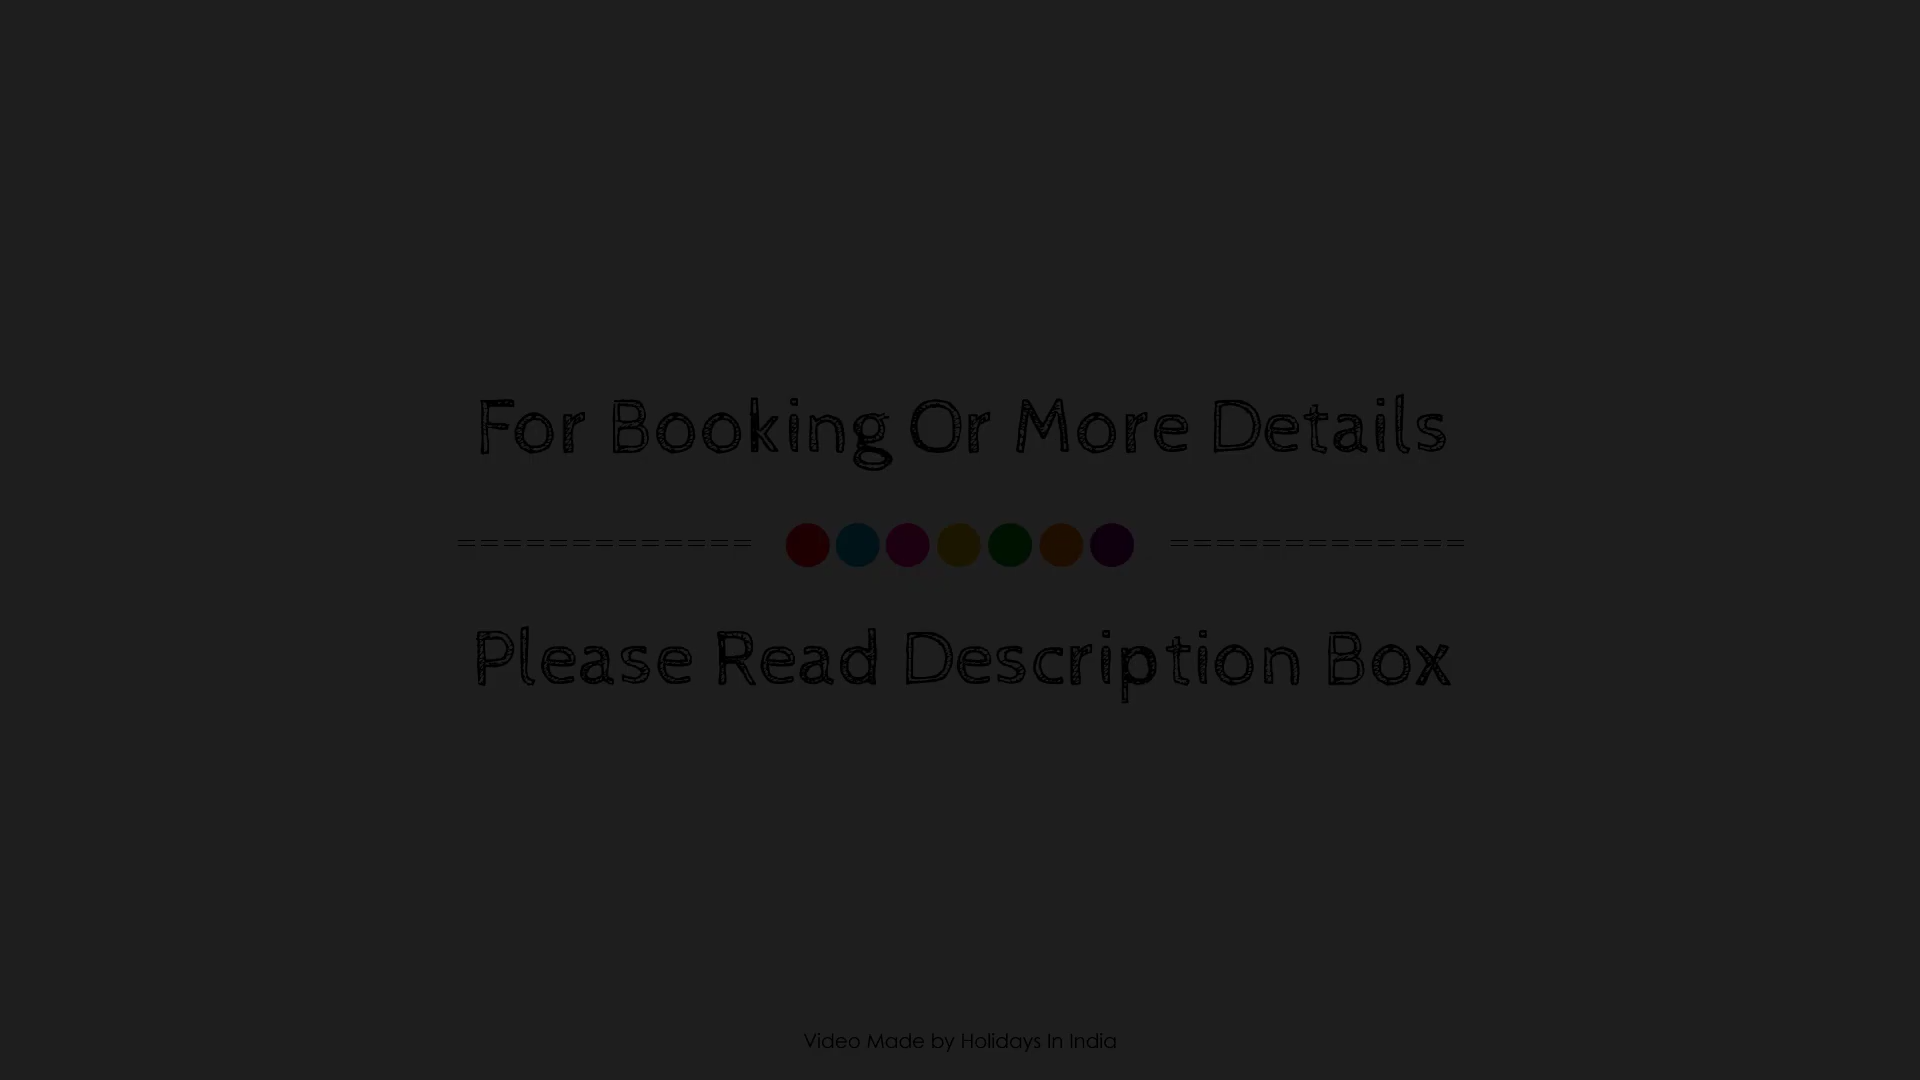 For Booking Or More Details
============= =============
Please Read Description Box
Video Made by Holidays In India